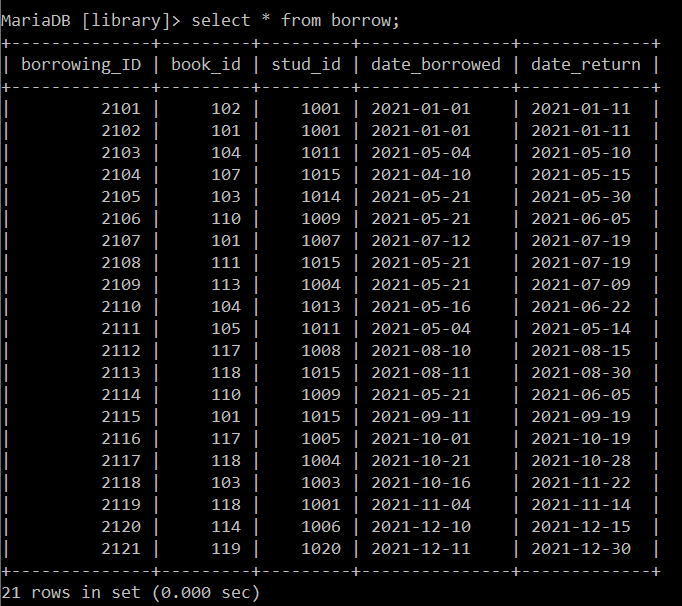 MariaDB [library]> select * from borrow;
+--------------+---------+---------+---------------+-------------+
| borrowing_ID | book_id | stud_id | date_borrowed | date_return |
+--------------+---------+---------+---------------+-------------+
|         2101 |     102 |    1001 | 2021-01-01    | 2021-01-11  |
|         2102 |     101 |    1001 | 2021-01-01    | 2021-01-11  |
|         2103 |     104 |    1011 | 2021-05-04    | 2021-05-10  |
|         2104 |     107 |    1015 | 2021-04-10    | 2021-05-15  |
|         2105 |     103 |    1014 | 2021-05-21    | 2021-05-30  |
|         2106 |     110 |    1009 | 2021-05-21    | 2021-06-05  |
|         2107 |     101 |    1007 | 2021-07-12    | 2021-07-19  |
|         2108 |     111 |    1015 | 2021-05-21    | 2021-07-19  |
|         2109 |     113 |    1004 | 2021-05-21    | 2021-07-09  |
|         2110 |     104 |    1013 | 2021-05-16    | 2021-06-22  |
|         2111 |     105 |    1011 | 2021-05-04    | 2021-05-14  |
|         2112 |     117 |    1008 | 2021-08-10    | 2021-08-15  |
|         2113 |     118 |    1015 | 2021-08-11    | 2021-08-30  |
|         2114 |     110 |    1009 | 2021-05-21    | 2021-06-05  |
|         2115 |     101 |    1015 | 2021-09-11    | 2021-09-19  |
|         2116 |     117 |    1005 | 2021-10-01    | 2021-10-19  |
|         2117 |     118 |    1004 | 2021-10-21    | 2021-10-28  |
|         2118 |     103 |    1003 | 2021-10-16    | 2021-11-22  |
|         2119 |     118 |    1001 | 2021-11-04    | 2021-11-14  |
|         2120 |     114 |    1006 | 2021-12-10    | 2021-12-15  |
|         2121 |     119 |    1020 | 2021-12-11    | 2021-12-30  |
+--------------+---------+---------+---------------+-------------+
21 rows in set (0.000 sec)